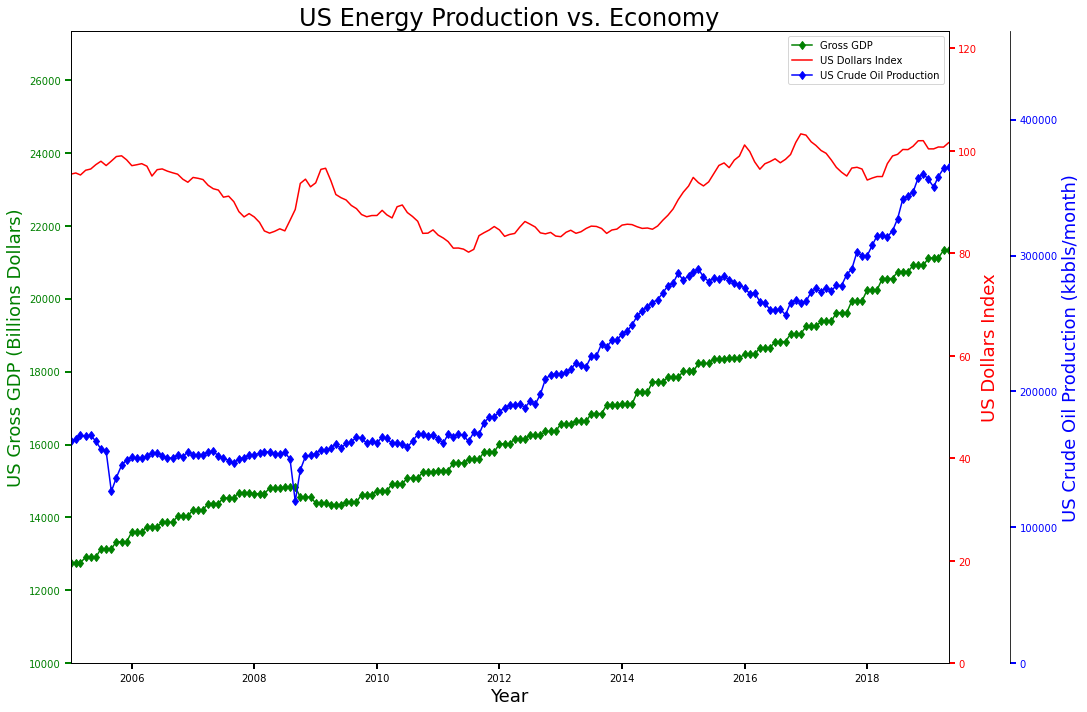 US Energy Production vs. Economy
Gross GDP
US Dollars Index
US Crude Oil Production
US Gross GDP (Billions Dollars)
26000
24000
22000
20000
18000
16000
14000
12000
10000
120
100
80
60
40
20
0
US Dollars Index
400000
300000
200000
100000
0
US Crude Oil Production (kbbls/month)
2006 2008 2010 2012 2014 2016 2018
Year